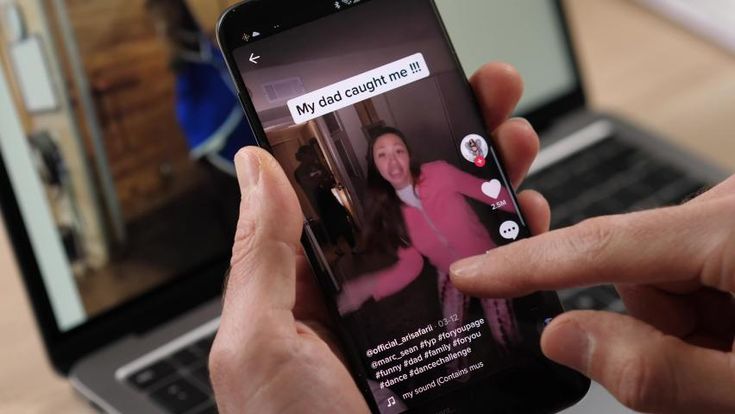 My dad caught me !!!
2.5M
@official_arisafarii · 03-12
@marc_sean #fyp #foryoupage
#funny #dad #family #foryou
#dance #dancechallenge
my sound (Contains mus